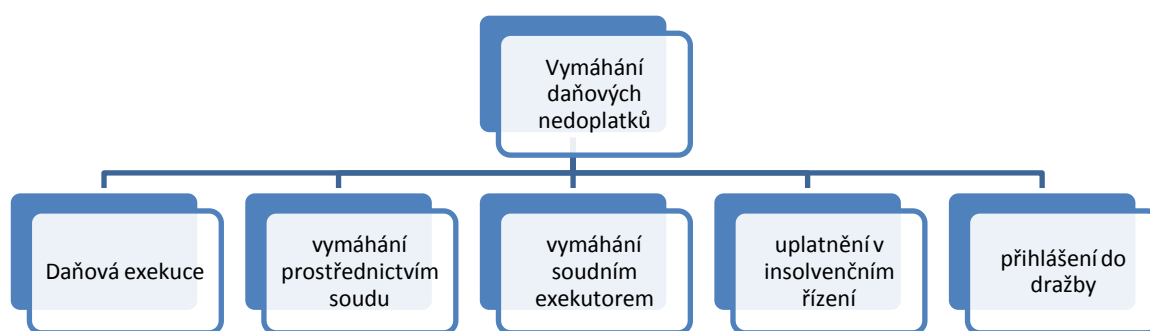 Vymáhání
daňových
nedoplatků
Daňová exekuce
vymáhání
prostřednictvím
soudu
vymáhání
soudním
exekutorem
uplatnění v
insolvenčním
řízení
přihlášení do
dražby